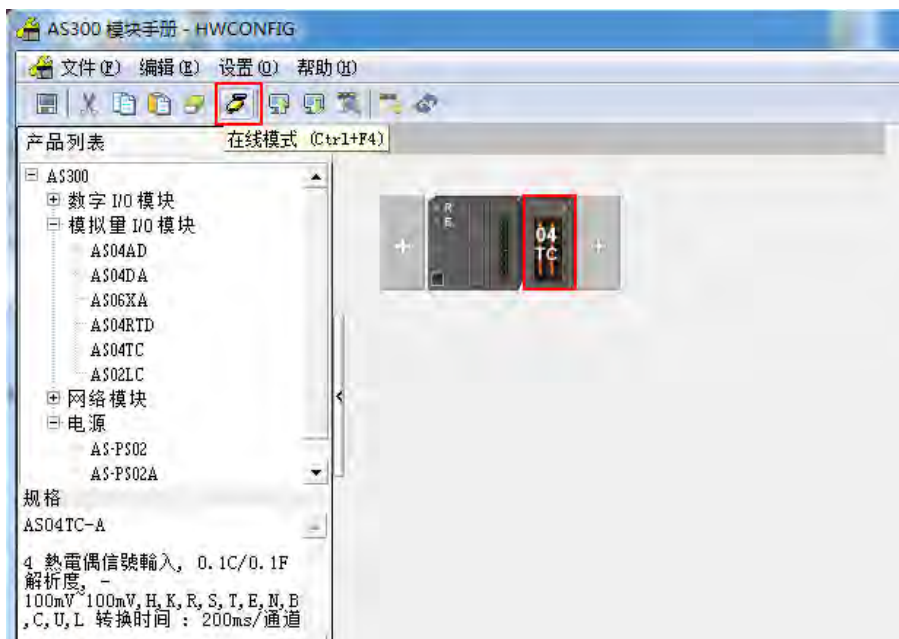 AS300 模块手册 - HWCONFIG
文件(F) 编辑(E) 设置(O) 帮助(H)
在线模式 (Ctrl+F4)
产品列表
AS300
数字 I/O 模块
模拟量 I/O 模块
AS04AD
AS04DA
AS06XA
AS04RTD
AS04TC
AS02LC
网络模块
电源
AS-PS02
AS-PS02A
R
E
04
TC
规格
AS04TC-A
4 熱電偶信號輸入, 0.1C/0.1F
解析度, -
100mV~100mV,H,K,R,S,T,E,N,B
,C,U,L 转换时间 : 200ms/通道